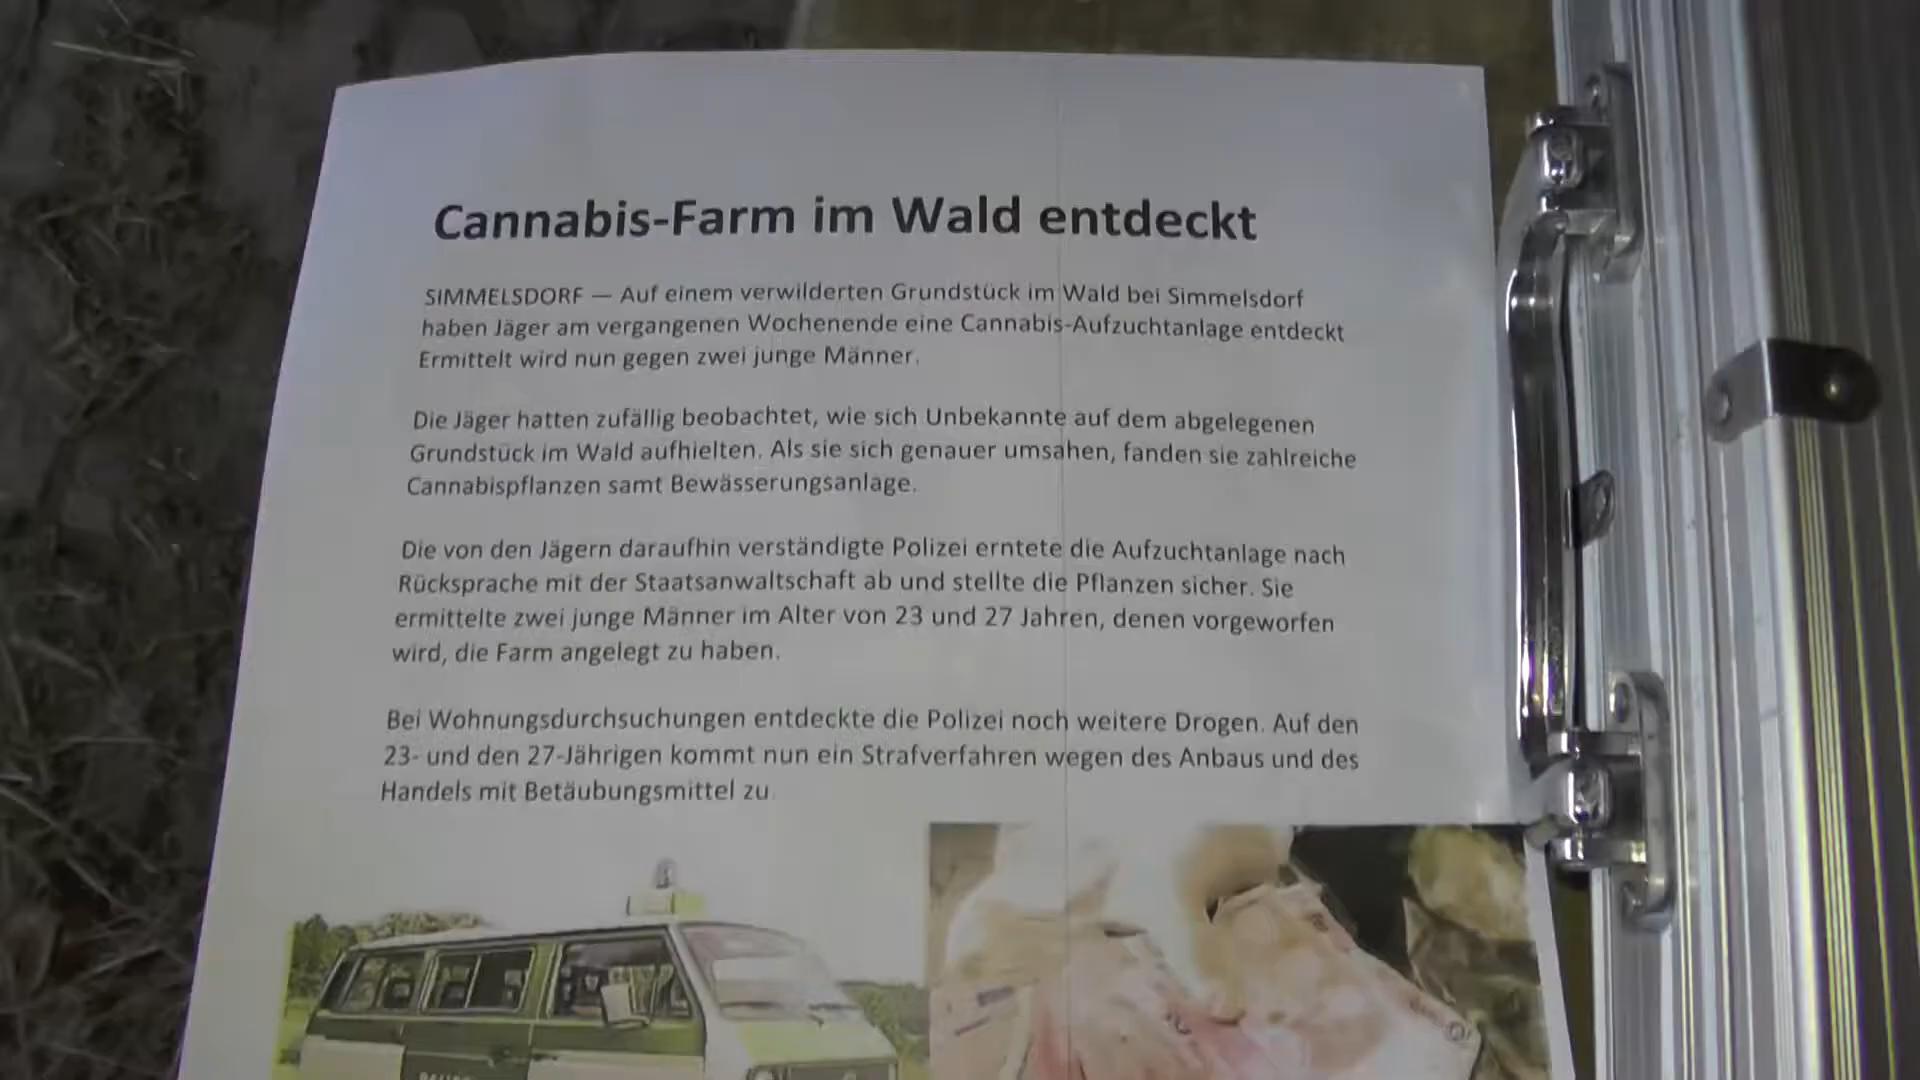 Cannabis-Farm im Wald entdeckt
SIMMELSDORF — Auf einem verwilderten Grundstück im Wald bei Simmelsdorf
haben Jäger am vergangenen Wochenende eine Cannabis-Aufzuchtanlage entdeckt
Ermittelt wird nun gegen zwei junge Männer.
Die Jäger hatten zufällig beobachtet, wie sich Unbekannte auf dem abgelegenen
Grundstück im Wald aufhielten. Als sie sich genauer umsahen, fanden sie zahlreiche
Cannabispflanzen samt Bewässerungsanlage.
Die von den Jägern daraufhin verständigte Polizei erntete die Aufzuchtanlage nach
Rücksprache mit der Staatsanwaltschaft ab und stellte die Pflanzen sicher. Sie
ermittelte zwei junge Männer im Alter von 23 und 27 Jahren, denen vorgeworfen
wird, die Farm angelegt zu haben.
Bei Wohnungsdurchsuchungen entdeckte die Polizei noch weitere Drogen. Auf den
23- und den 27-Jährigen kommt nun ein Strafverfahren wegen des Anbaus und des
Handels mit Betäubungsmittel zu.